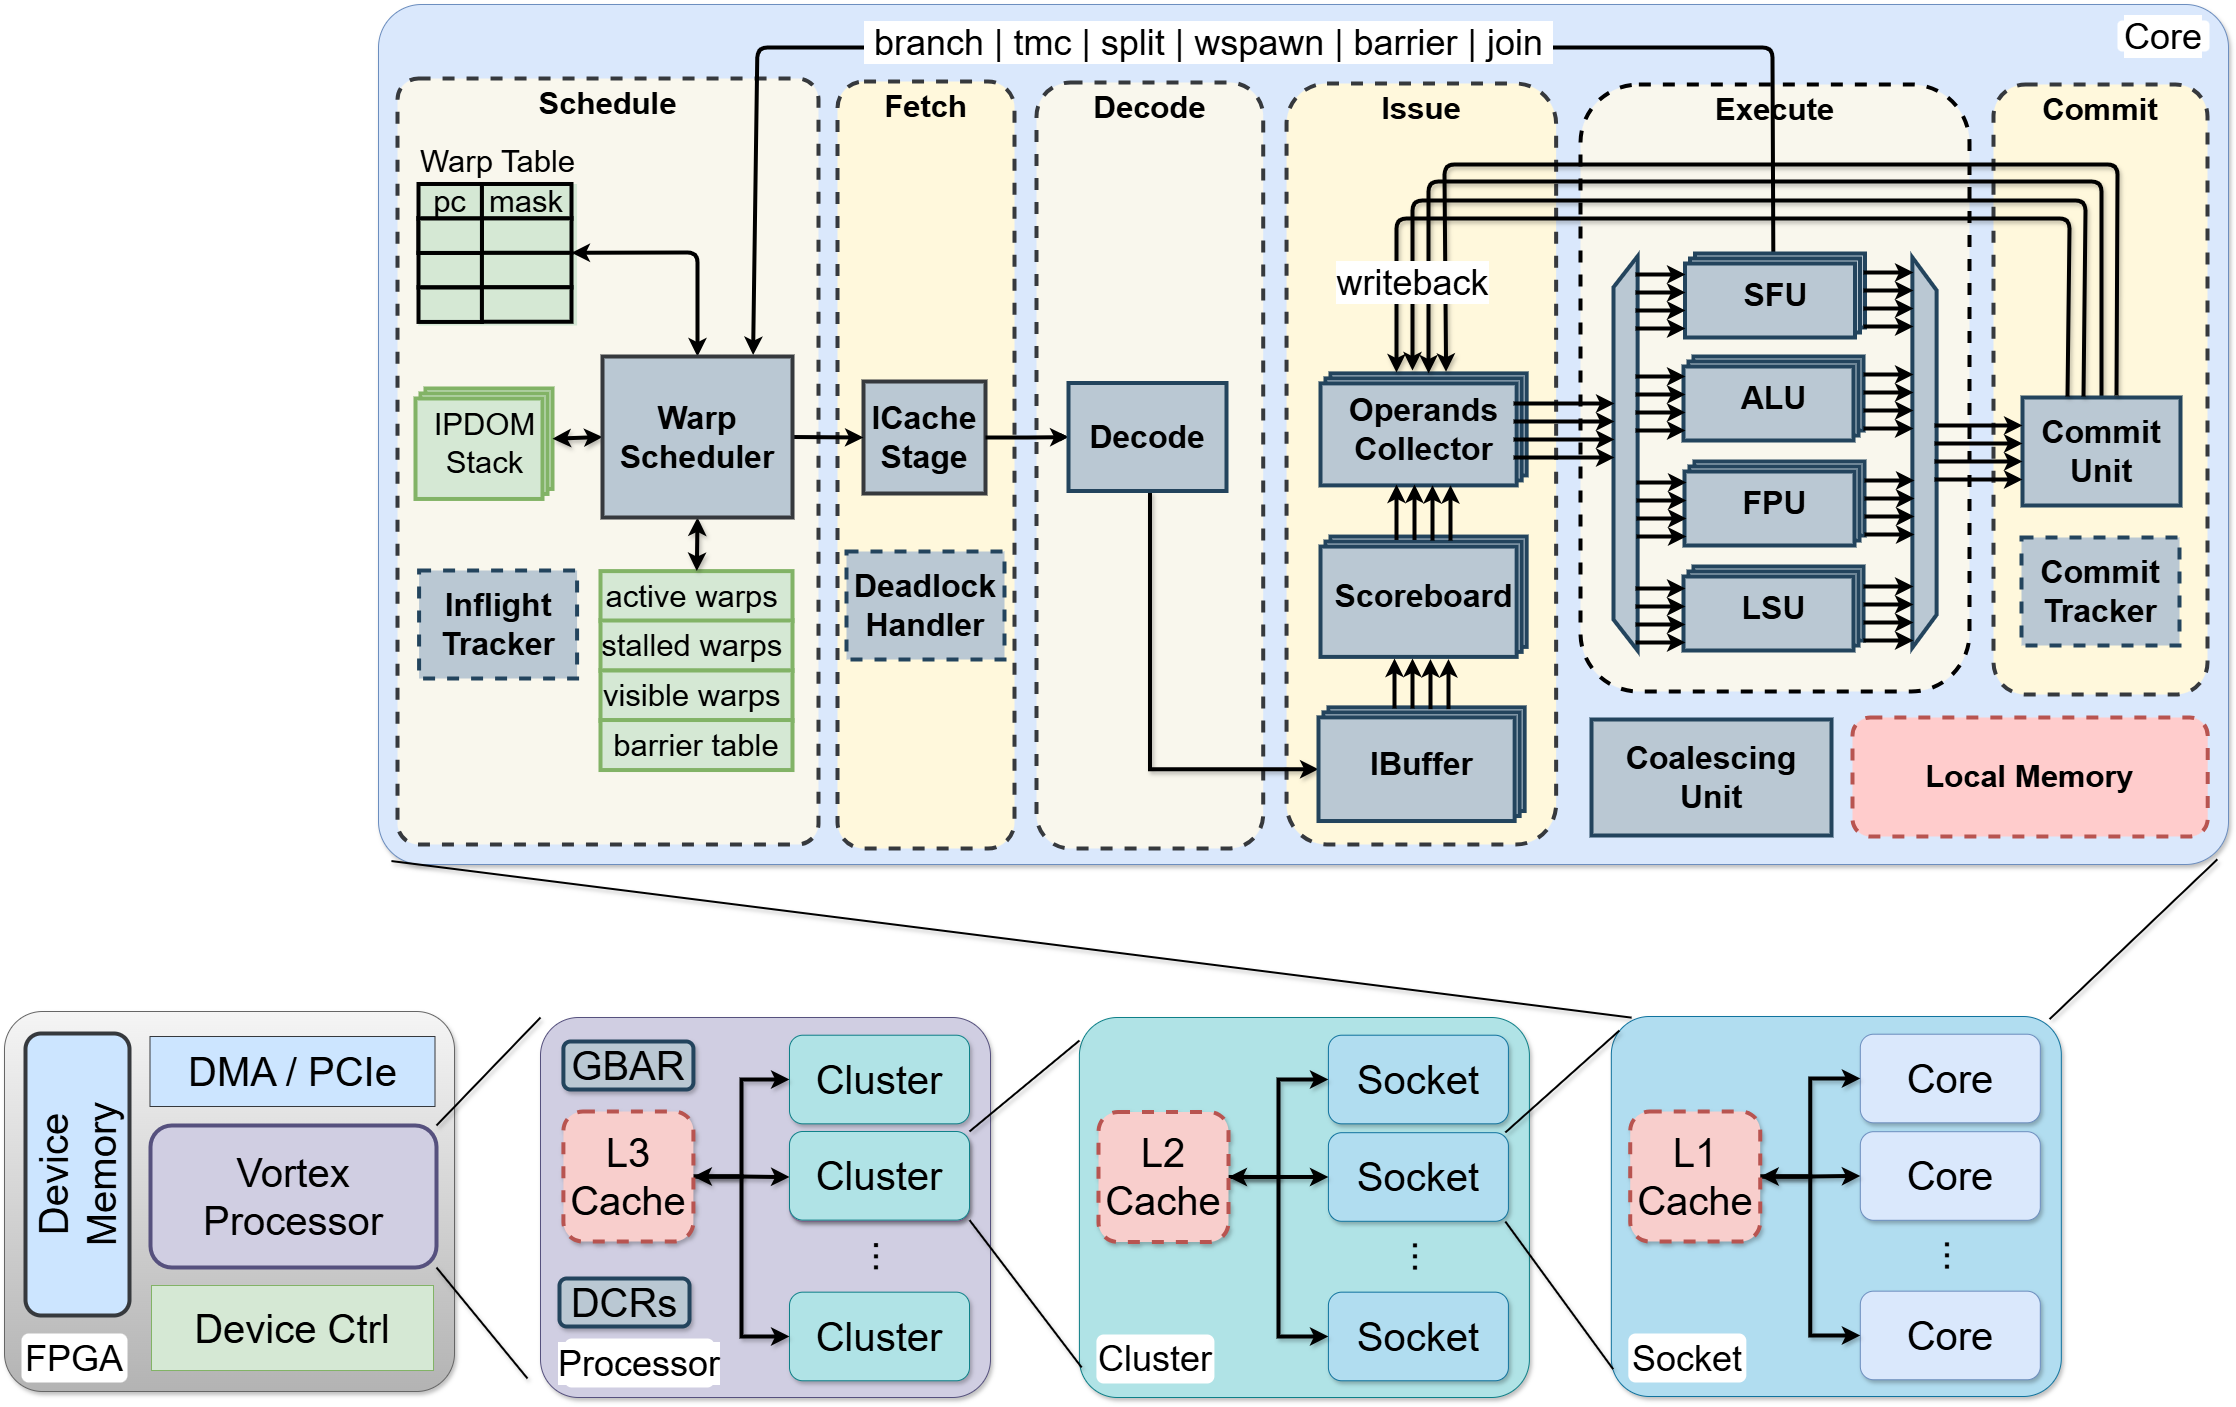 branch | tmc | split | wspawn | barrier | join
Core
Schedule
Fetch
Decode
Issue
Execute
Commit
Warp Table
pc mask
IPDOM
Stack
Warp
Scheduler
Inflight
Tracker
active warps
stalled warps
visible warps
barrier table
ICache
Stage
Deadlock
Handler
Decode
writeback
Operands
Collector
Scoreboard
IBuffer
SFU
ALU
FPU
LSU
Commit
Unit
Commit
Tracker
Coalescing
Unit
Local Memory
Device
Memory
DMA / PCIe
Vortex
Processor
Device Ctrl
FPGA
GBAR
L3
Cache
DCRs
Processor
Cluster
Cluster
⋮
Cluster
L2
Cache
Cluster
Socket
Socket
⋮
Socket
L1
Cache
Socket
Core
Core
⋮
Core